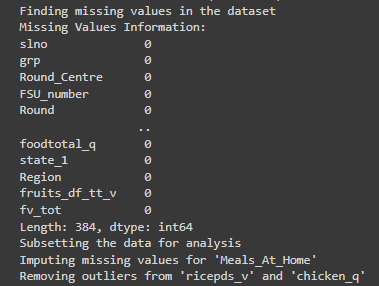 Finding missing values in the dataset
Missing Values Information:
slno 0
grp 0
Round_Centre 0
FSU_number 0
Round 0
..
foodtotal_q 0
state_1 0
Region 0
fruits_df_tt_v 0
fv_tot 0
Length: 384, dtype: int64
Subsetting the data for analysis
Imputing missing values for 'Meals_At_Home'
Removing outliers from 'ricepds_v' and 'chicken_q'